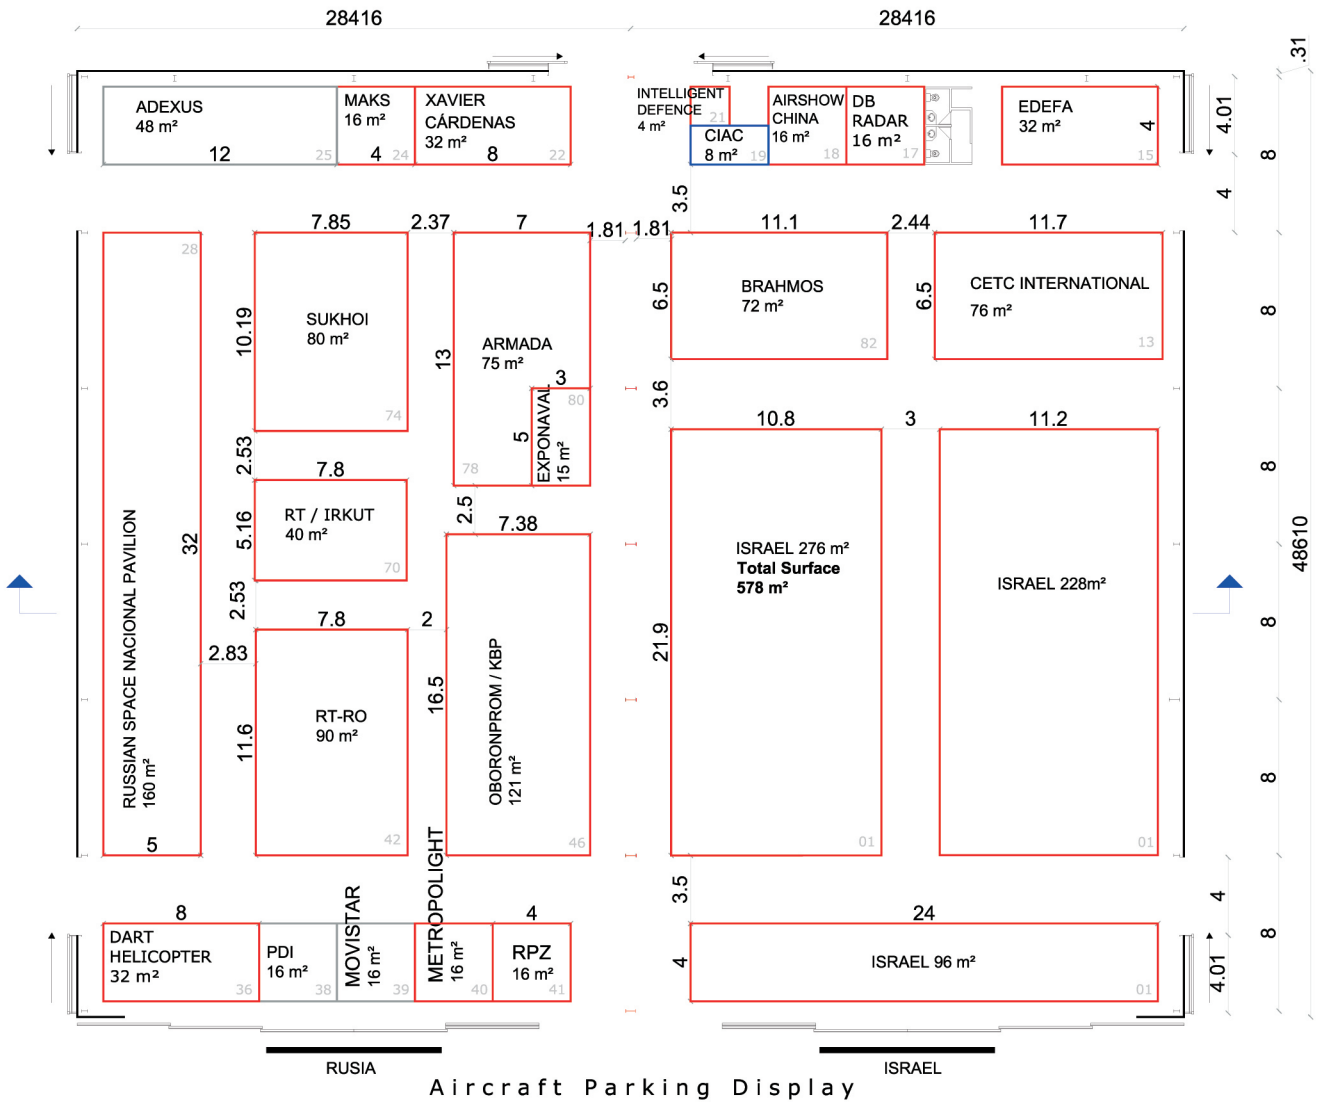 28416
28416
.31
ADEXUS
48 m²
12
25
MAKS
16 m²
4
24
XAVIER
CÁRDENAS
32 m²
8
22
INTELLIGENT
DEFENCE
4 m²
21
CIAC
8 m²
19
AIRSHOW
CHINA
16 m²
18
DB
RADAR
16 m²
17
EDEFA
32 m²
4
15
4.01
8
4
3.5
7.85
2.37
7
1.81
1.81
11.1
2.44
11.7
28
10.19
SUKHOI
80 m²
74
13
ARMADA
75 m²
78
3
80
5
EXPONAVAL
15 m²
6.5
BRAHMOS
72 m²
82
6.5
CETC INTERNATIONAL
76 m²
13
8
3.6
10.8
3
11.2
2.53
7.8
5.16
RT / IRKUT
40 m²
70
2.5
7.38
8
32
RUSSIAN SPACE NACIONAL PAVILION
160 m²
5
2.53
7.8
2
2.83
11.6
RT-RO
90 m²
42
16.5
OBORONPROM / KBP
121 m²
46
21.9
ISRAEL 276 m²
Total Surface
578 m²
01
ISRAEL 228m²
01
48610
8
8
8
DART
HELICOPTER
32 m²
36
PDI
16 m²
38
MOVISTAR
16 m²
39
METROPOLIGHT
16 m²
40
4
RPZ
16 m²
41
3.5
24
4
ISRAEL 96 m²
01
4
4.01
8
RUSIA
ISRAEL
Aircraft Parking Display